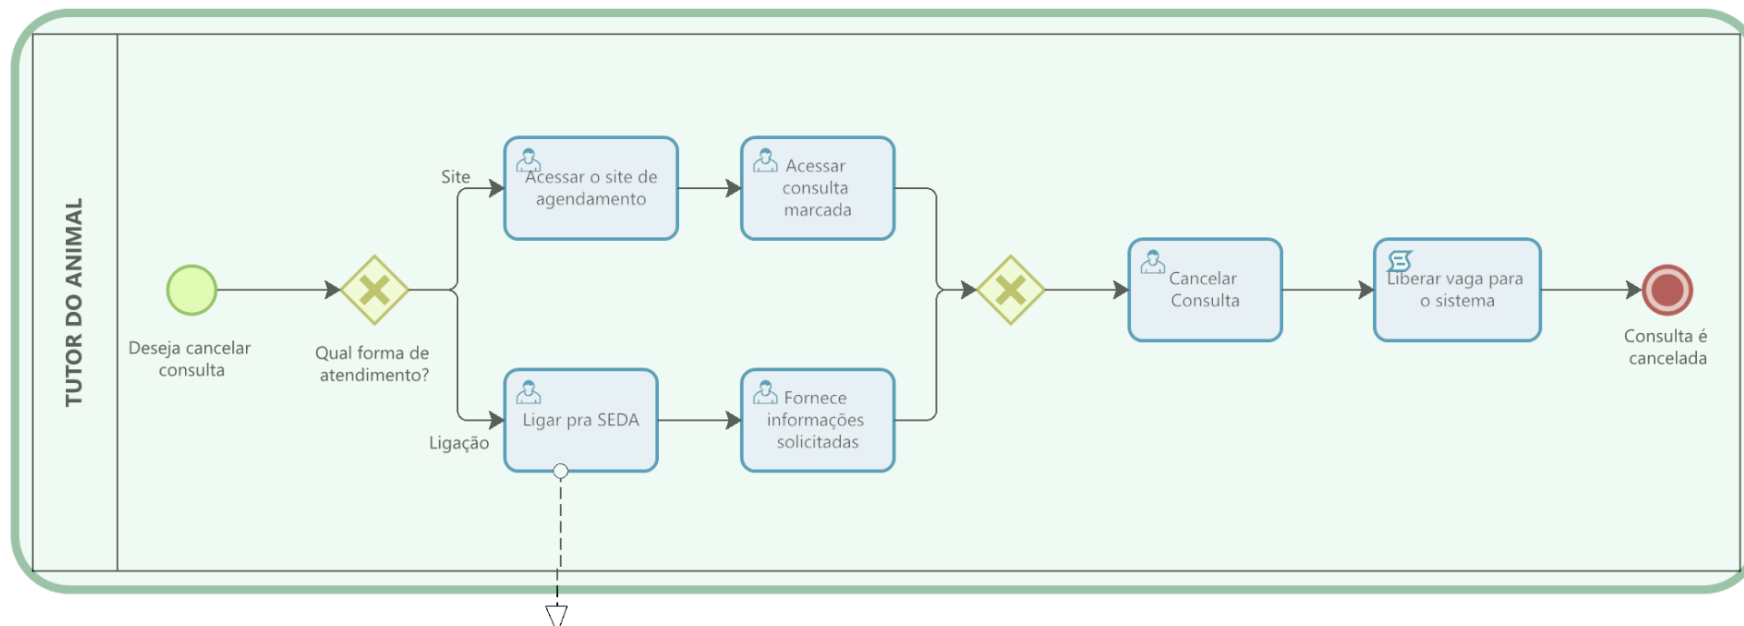 TUTOR DO ANIMAL
Deseja cancelar
consulta
Qual forma de
atendimento?
Site
Acessar o site de
agendamento
Acessar
consulta
marcada
Ligação
Ligar pra SEDA
Fornece
informações
solicitadas
Cancelar
Consulta
Liberar vaga para
o sistema
Consulta é
cancelada